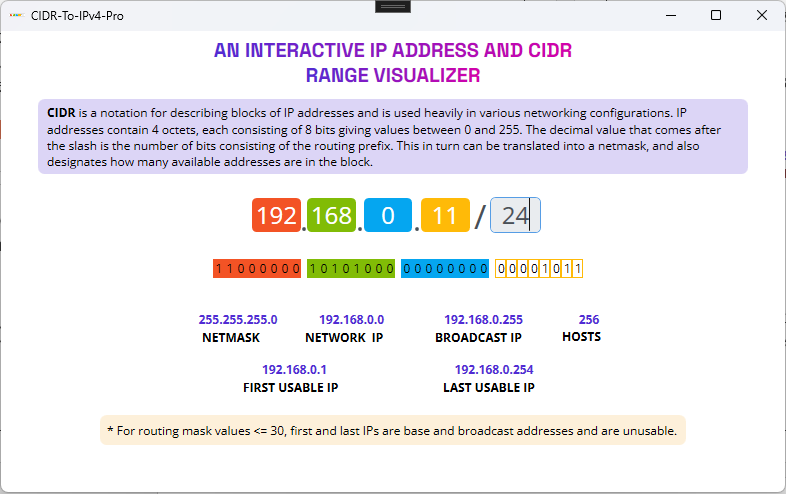 CIDR-To-IPv4-Pro
AN INTERACTIVE IP ADDRESS AND CIDR
RANGE VISUALIZER
CIDR is a notation for describing blocks of IP addresses and is used heavily in various networking configurations. IP
addresses contain 4 octets, each consisting of 8 bits giving values between 0 and 255. The decimal value that comes after
the slash is the number of bits consisting of the routing prefix. This in turn can be translated into a netmask, and also
designates how many available addresses are in the block.
192.168.0.11/24
1 1 0 0 0 0 0 0 1 0 1 0 1 0 0 0 0 0 0 0 0 0 0 0 0 0 0 0 1 0 1 1
255.255.255.0 192.168.0.0 192.168.0.255 256
NETMASK NETWORK IP BROADCAST IP HOSTS
192.168.0.1 192.168.0.254
FIRST USABLE IP LAST USABLE IP
* For routing mask values <= 30, first and last IPs are base and broadcast addresses and are unusable.